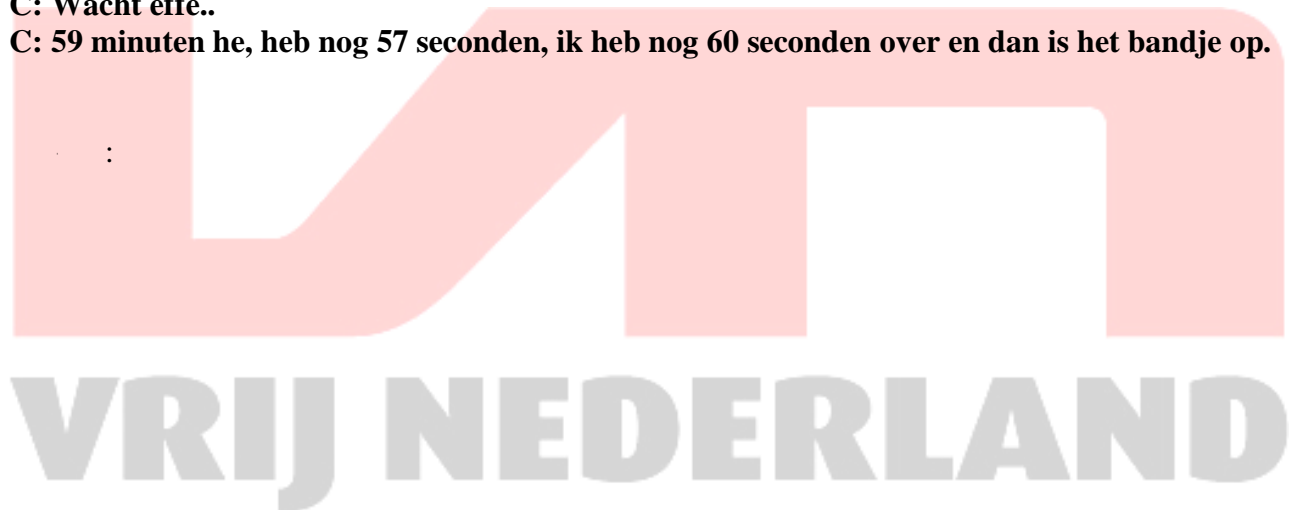 C: Wacht effe..
C: 59 minuten he, heb nog 57 seconden, ik heb nog 60 seconden over en dan is het bandje op.
:
VN
VRIJ NEDERLAND